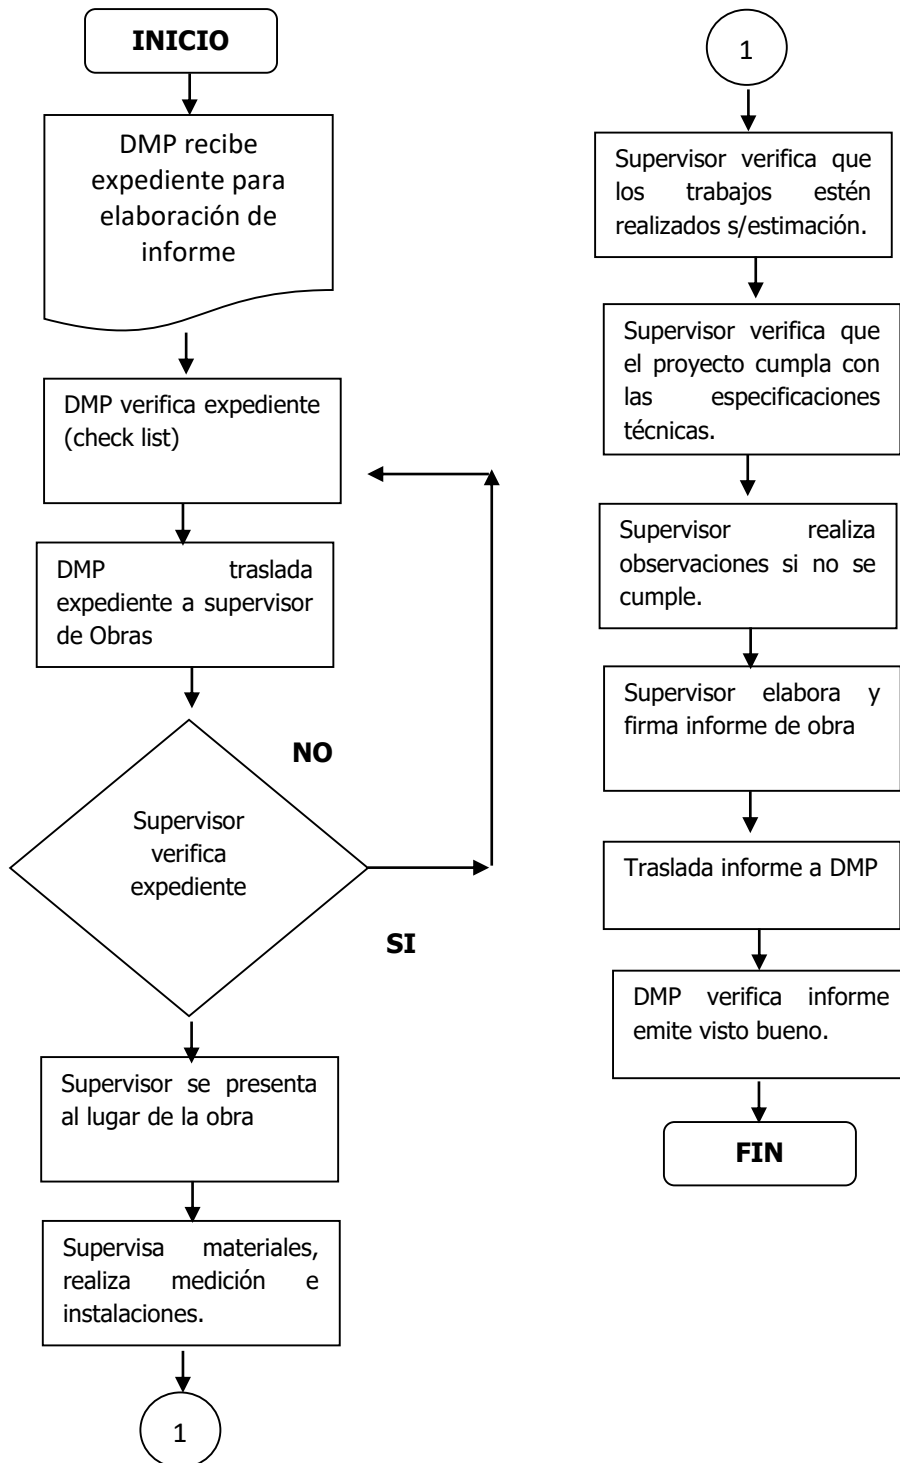 INICIO
DMP recibe
expediente para
elaboración de
informe
DMP verifica expediente
(check list)
DMP traslada
expediente a supervisor
de Obras
NO
Supervisor
verifica
expediente
SI
Supervisor se presenta
al lugar de la obra
Supervisa materiales,
realiza medición e
instalaciones.
1
1
Supervisor verifica que
los trabajos estén
realizados s/estimación.
Supervisor verifica que
el proyecto cumpla con
las especificaciones
técnicas.
Supervisor realiza
observaciones si no se
cumple.
Supervisor elabora y
firma informe de obra
Traslada informe a DMP
DMP verifica informe
emite visto bueno.
FIN